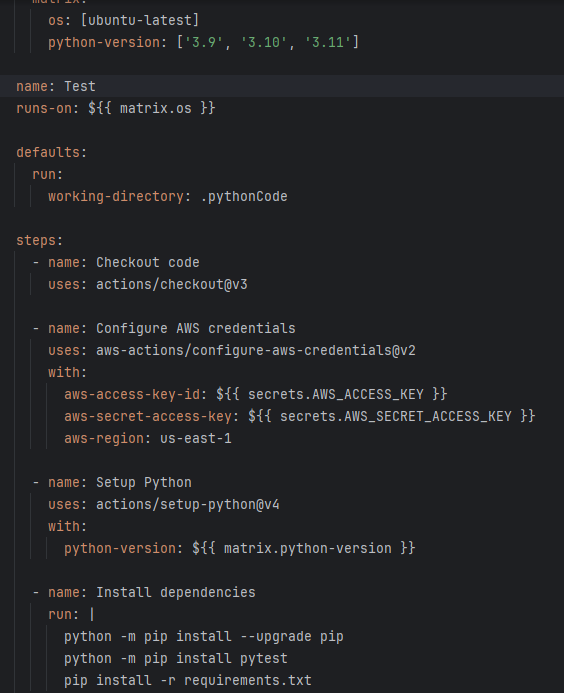 matrix:
os: [ubuntu-latest]
python-version: ['3.9', '3.10', '3.11']
name: Test
runs-on: ${{ matrix.os }}
defaults:
run:
working-directory: .pythonCode
steps:
- name: Checkout code
uses: actions/checkout@v3
- name: Configure AWS credentials
uses: aws-actions/configure-aws-credentials@v2
with:
aws-access-key-id: ${{ secrets.AWS_ACCESS_KEY }}
aws-secret-access-key: ${{ secrets.AWS_SECRET_ACCESS_KEY }}
aws-region: us-east-1
- name: Setup Python
uses: actions/setup-python@v4
with:
python-version: ${{ matrix.python-version }}
- name: Install dependencies
run: |
python -m pip install --upgrade pip
python -m pip install pytest
pip install -r requirements.txt